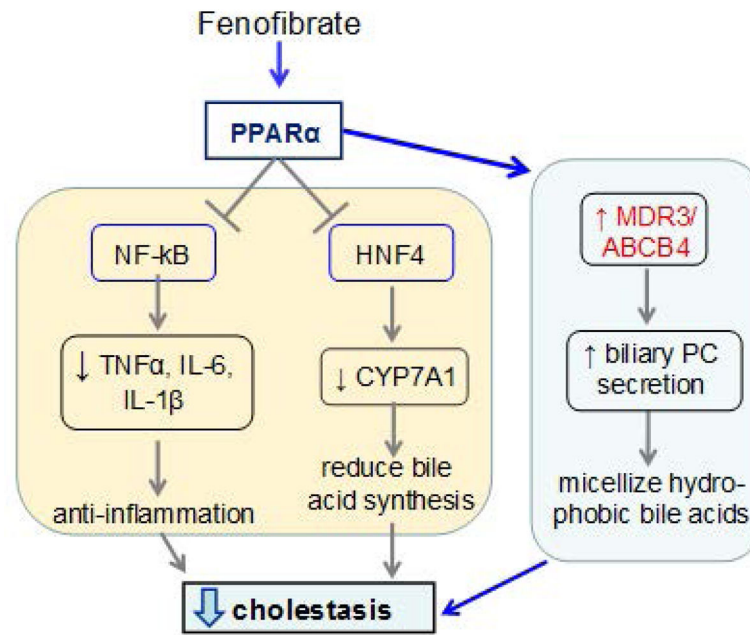 Fenofibrate
PPARα
NF-kB
↓ TNFα, IL-6,
IL-1β
anti-inflammation
HNF4
↓ CYP7A1
reduce bile
acid synthesis
↑ MDR3/
ABCB4
↑ biliary PC
secretion
micellize hydro-
phobic bile acids
cholestasis